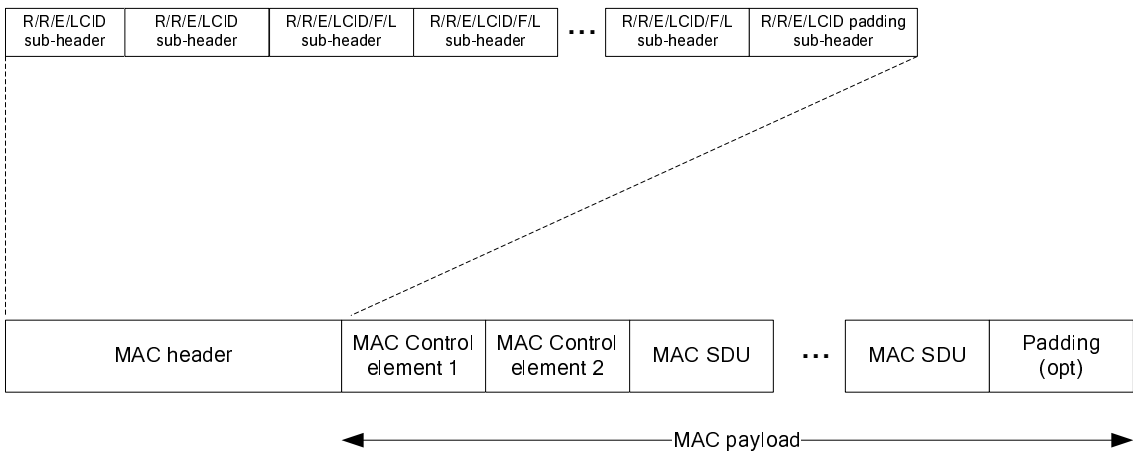 R/R/E/LCID
sub-header
R/R/E/LCID
sub-header
R/R/E/LCID/F/L
sub-header
R/R/E/LCID/F/L
sub-header
...
R/R/E/LCID/F/L
sub-header
R/R/E/LCID padding
sub-header
MAC header
MAC Control
element 1
MAC Control
element 2
MAC SDU
...
MAC SDU
Padding
(opt)
MAC payload